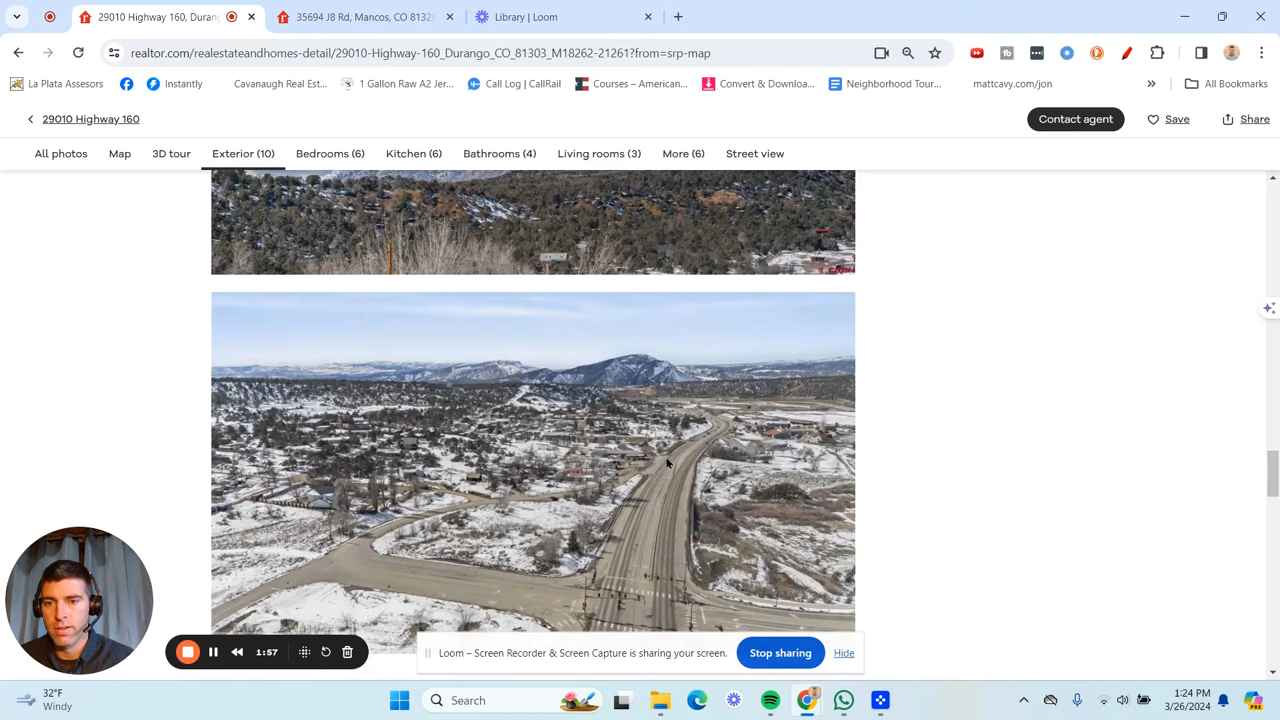 29010 Highway 160, Duran
35694 J8 Rd, Mancos, CO 8132
Library | Loom
realtor.com/realestateandhomes-detail/29010-Highway-160_Durango_CO_81303_M18262-21261?from=srp-map
La Plata Assesors
Instantly
Cavanaugh Real Est...
1 Gallon Raw A2 Jer...
Call Log | CallRail
Courses – American...
Convert & Downloa...
Neighborhood Tour...
mattcavy.com/jon
All Bookmarks
29010 Highway 160
Contact agent
Save
Share
All photos
Map
3D tour
Exterior (10)
Bedrooms (6)
Kitchen (6)
Bathrooms (4)
Living rooms (3)
More (6)
Street view
1:57
Loom – Screen Recorder & Screen Capture is sharing your screen.
Stop sharing
Hide
32°F
Windy
Search
1:24 PM
3/26/2024